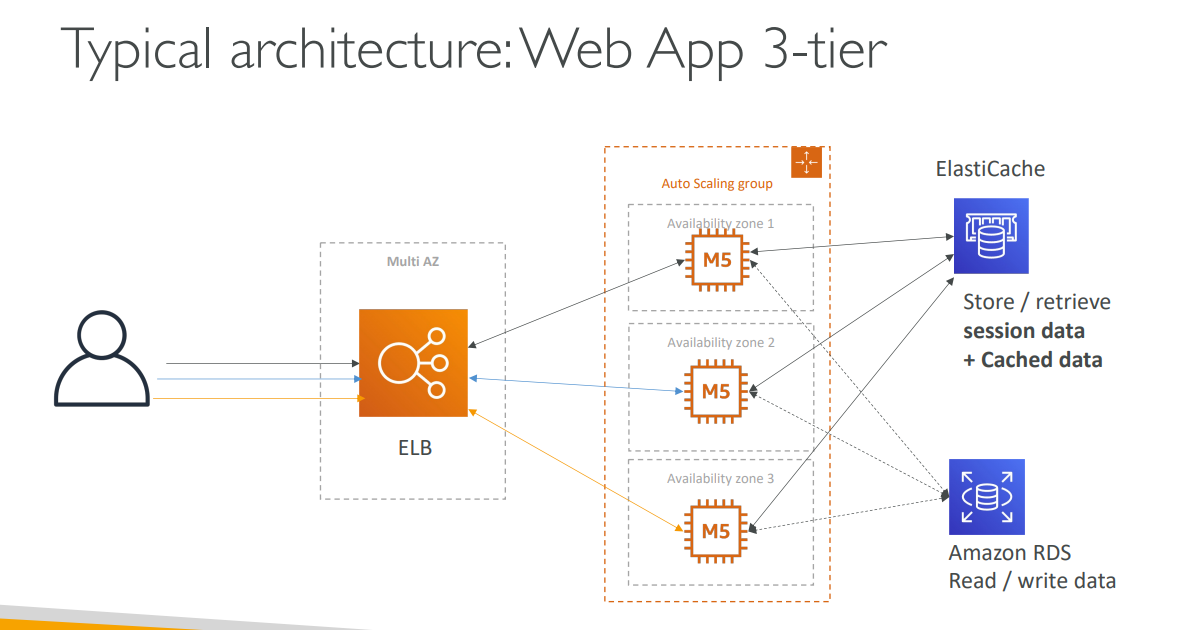 Typical architecture: Web App 3-tier
Multi AZ
ELB
Auto Scaling group
Availability zone 1
M5
Availability zone 2
M5
Availability zone 3
M5
ElastiCache
Store / retrieve
session data
+ Cached data
Amazon RDS
Read / write data